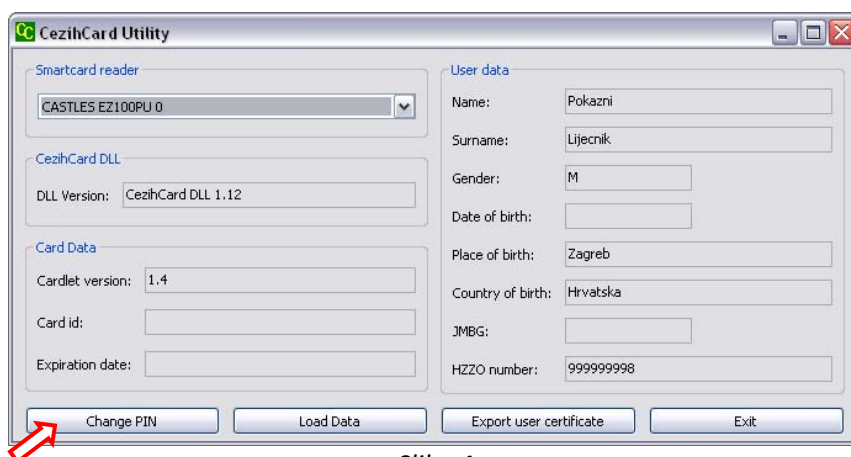 CezihCard Utility
Smartcard reader
CASTLES EZ100PU 0
CezihCard DLL
DLL Version: CezihCard DLL 1.12
Card Data
Cardlet version: 1.4
Card id:
Expiration date:
User data
Name: Pokazni
Surname: Lijecnik
Gender: M
Date of birth:
Place of birth: Zagreb
Country of birth: Hrvatska
JMBG:
HZZO number: 999999998
Change PIN
Load Data
Export user certificate
Exit